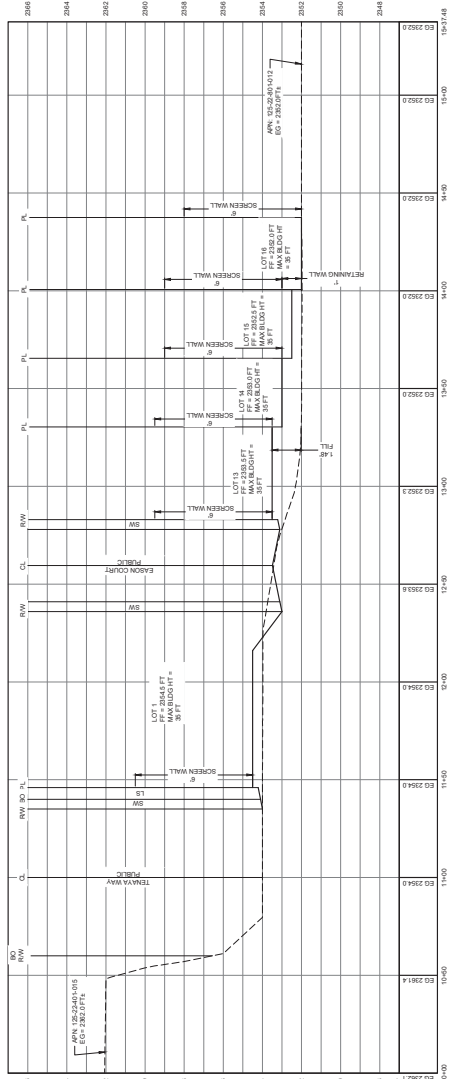 BO
R/W
CL
R/W
BO
PL
R/W
CL
R/W
PL
PL
PL
PL
2366
2364
2362
2360
2358
2356
2354
2352
2350
2348
APN: 125-22-401-015
EG = 2362.0 FT±
TENAYA WAY
PUBLIC
SW
LS
6'
SCREEN WALL
LOT 1
FF = 2354.5 FT
MAX BLDG HT =
35 FT
SW
EASON COURT
PUBLIC
SW
6'
SCREEN WALL
LOT 13
FF = 2353.5 FT
MAX BLDG HT =
35 FT
1.48'
FILL
6'
SCREEN WALL
LOT 14
FF = 2353.0 FT
MAX BLDG HT =
35 FT
6'
SCREEN WALL
LOT 15
FF = 2352.5 FT
MAX BLDG HT =
35 FT
6'
SCREEN WALL
1'
RETAINING WALL
LOT 16
FF = 2352.0 FT
MAX BLDG HT
= 35 FT
6'
SCREEN WALL
APN: 125-22-801-012
EG = 2352.0 FT±
EG 2361.4
EG 2354.0
EG 2354.0
EG 2354.0
EG 2353.6
EG 2352.3
EG 2352.0
EG 2352.0
EG 2352.0
EG 2352.0
EG 2352.0
0+00
10+50
11+00
11+50
12+00
12+50
13+00
13+50
14+00
14+50
15+00
15+37.48